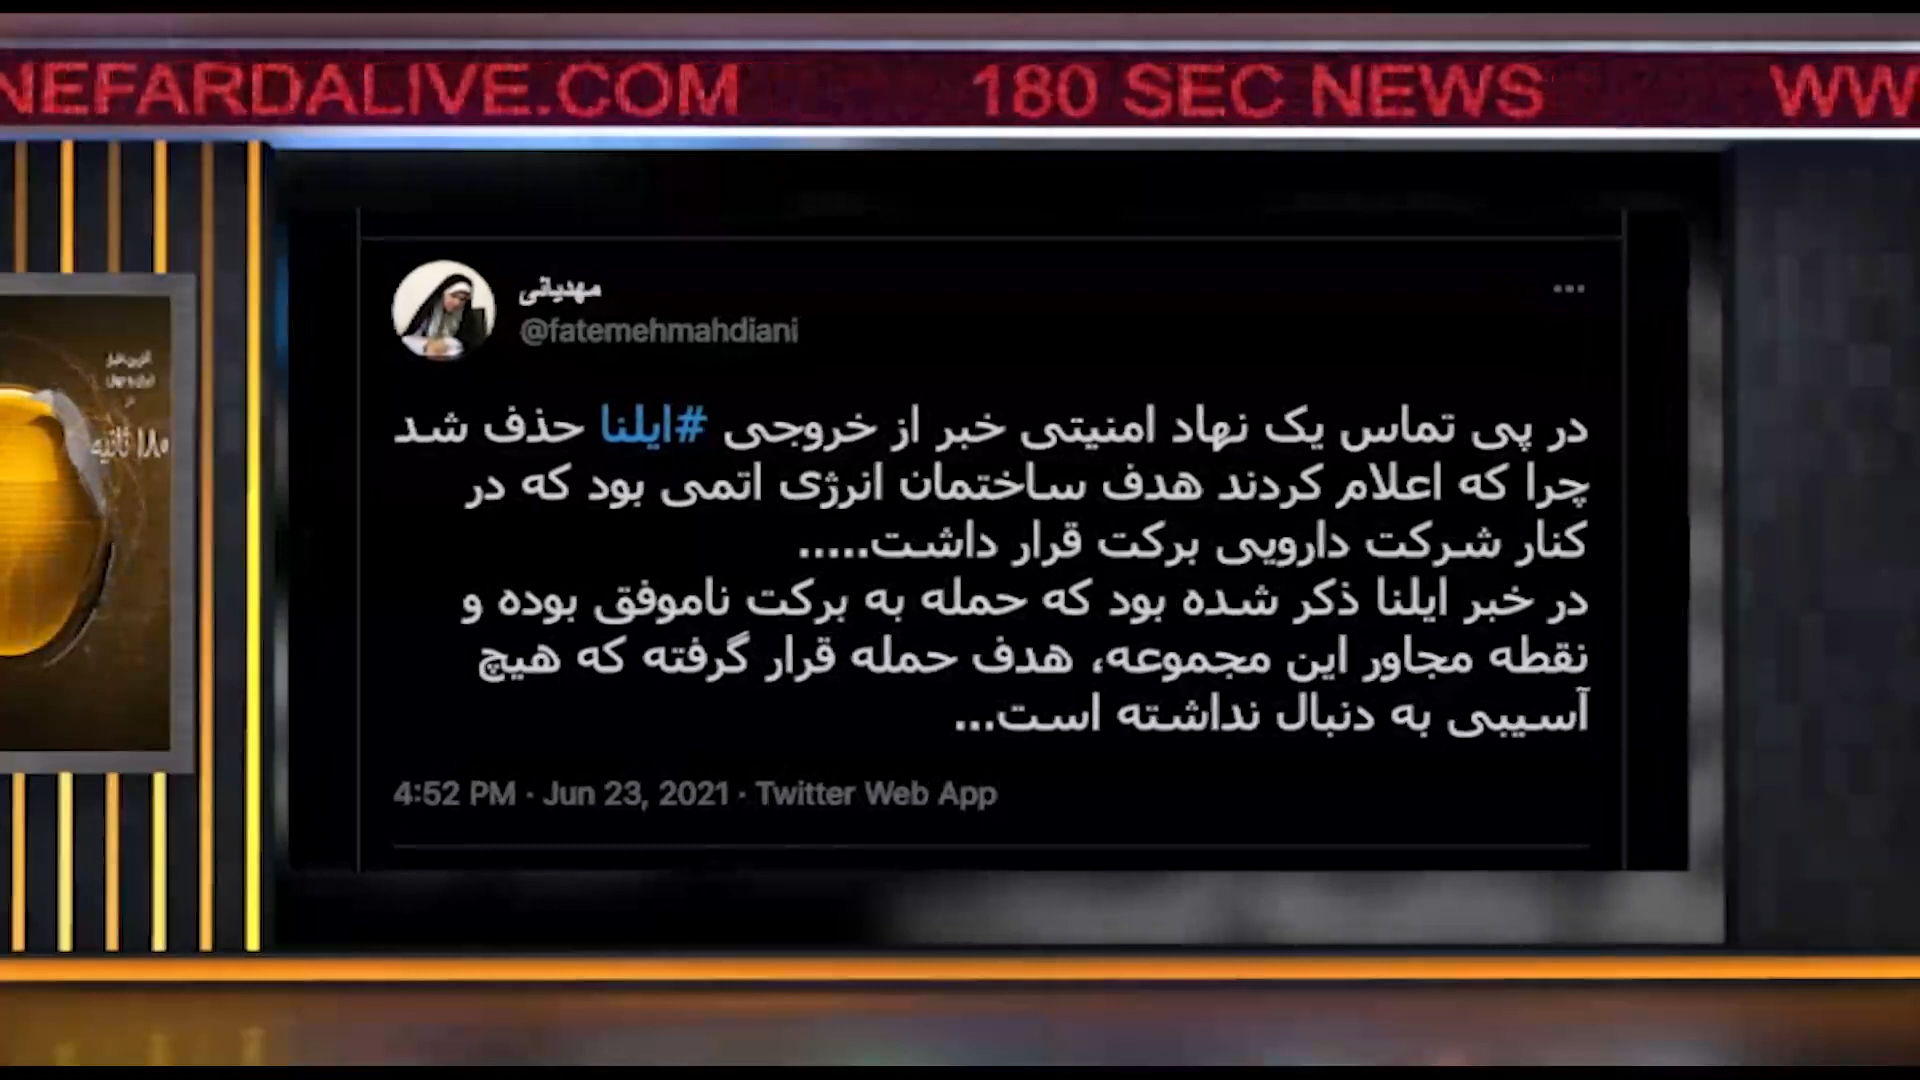 NEFARDALIVE.COM 180 SEC NEWS WW
۱۸۰ ثانیه
مهدیانی
@fatemehmahdiani
در پی تماس یک نهاد امنیتی خبر از خروجی #ایلنا حذف شد
چرا که اعلام کردند هدف ساختمان انرژی اتمی بود که در
کنار شرکت دارویی برکت قرار داشت.....
در خبر ایلنا ذکر شده بود که حمله به برکت ناموفق بوده و
نقطه مجاور این مجموعه، هدف حمله قرار گرفته که هیچ
آسیبی به دنبال نداشته است...
4:52 PM · Jun 23, 2021 · Twitter Web App